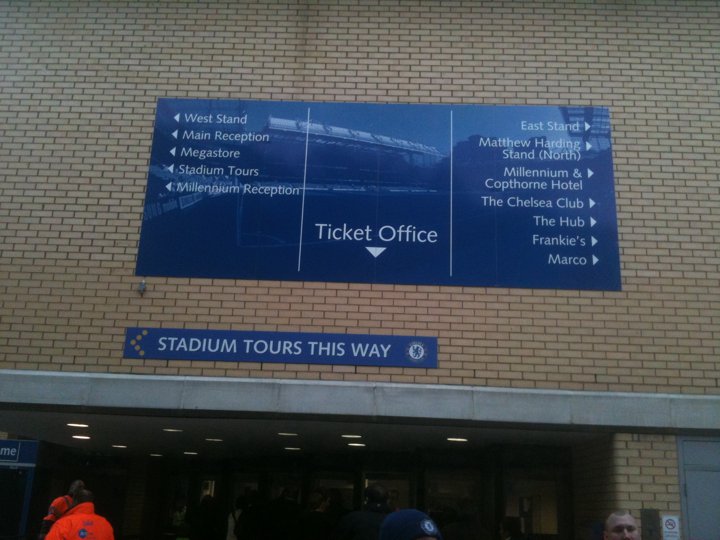 West Stand
Main Reception
Megastore
Stadium Tours
Millennium Reception
Ticket Office
East Stand
Matthew Harding
Stand (North)
Millennium &
Copthorne Hotel
The Chelsea Club
The Hub
Frankie's
Marco
STADIUM TOURS THIS WAY